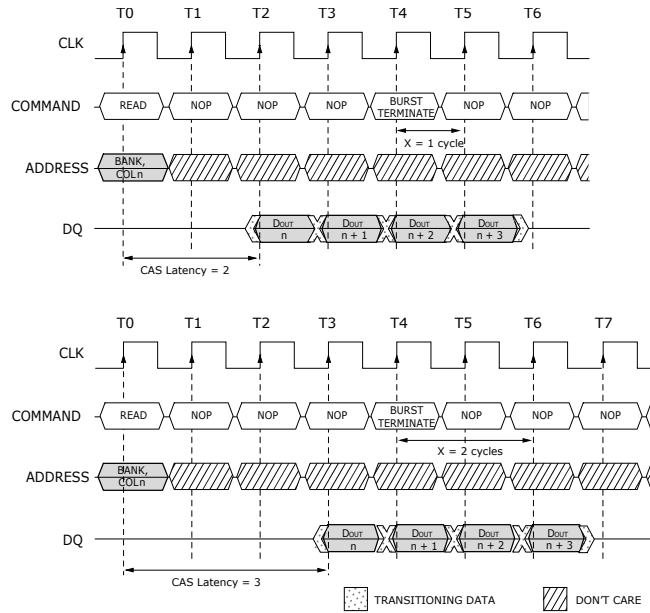 T0 T1 T2 T3 T4 T5 T6
CLK
COMMAND READ NOP NOP NOP BURST TERMINATE NOP NOP
X = 1 cycle
ADDRESS BANK, COLn
DQ DOUT n DOUT n + 1 DOUT n + 2 DOUT n + 3
CAS Latency = 2
T0 T1 T2 T3 T4 T5 T6 T7
CLK
COMMAND READ NOP NOP NOP BURST TERMINATE NOP NOP NOP
X = 2 cycles
ADDRESS BANK, COLn
DQ DOUT n DOUT n + 1 DOUT n + 2 DOUT n + 3
CAS Latency = 3
TRANSITIONING DATA DON'T CARE